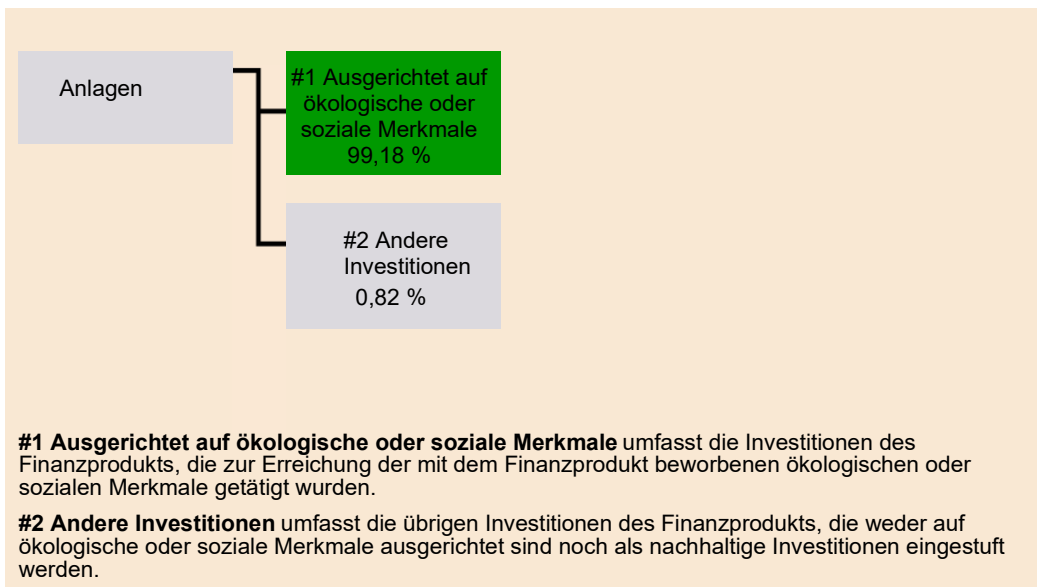 Anlagen
#1 Ausgerichtet auf
ökologische oder
soziale Merkmale
99,18 %
#2 Andere
Investitionen
0,82 %
#1 Ausgerichtet auf ökologische oder soziale Merkmale umfasst die Investitionen des
Finanzprodukts, die zur Erreichung der mit dem Finanzprodukt beworbenen ökologischen oder
sozialen Merkmale getätigt wurden.
#2 Andere Investitionen umfasst die übrigen Investitionen des Finanzprodukts, die weder auf
ökologische oder soziale Merkmale ausgerichtet sind noch als nachhaltige Investitionen eingestuft
werden.